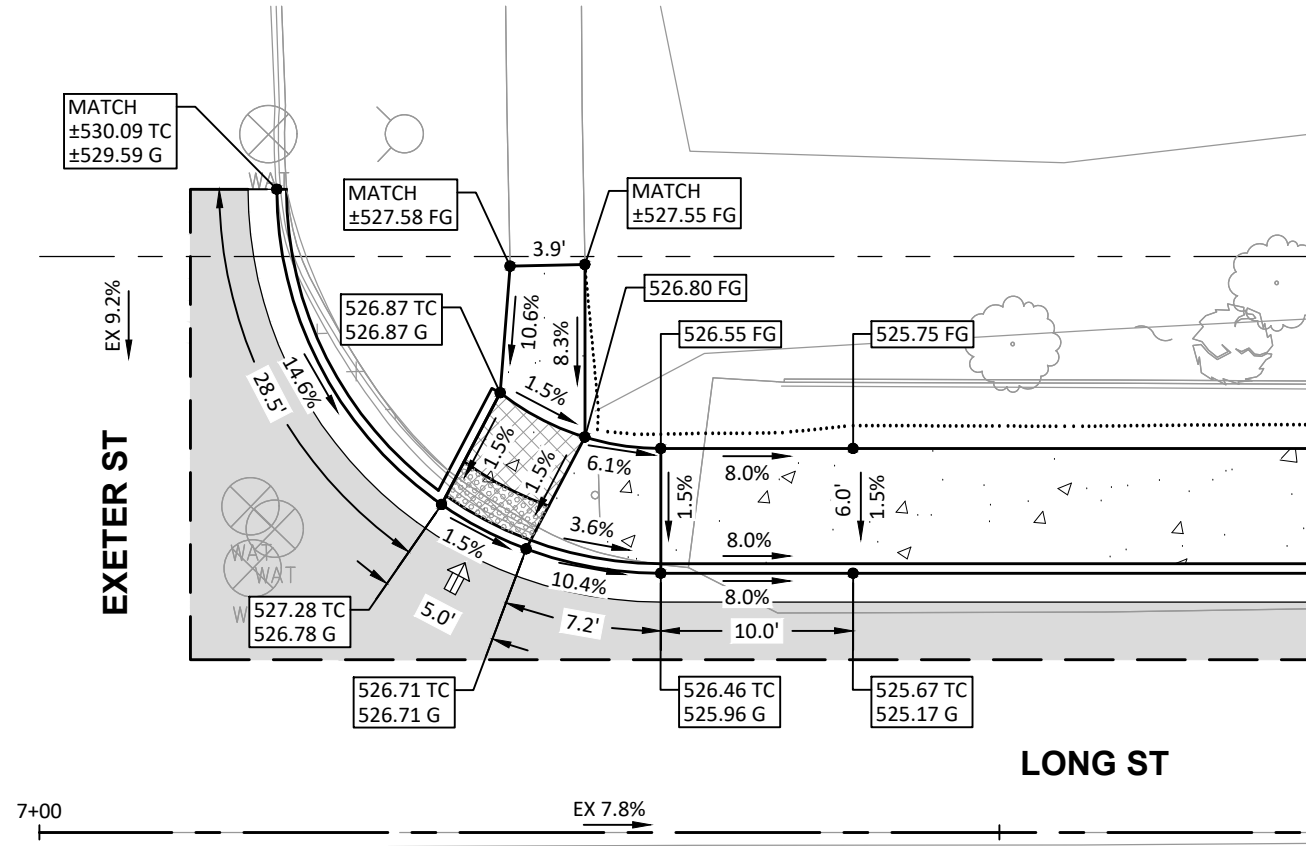 MATCH
±530.09 TC
±529.59 G
WAT
MATCH
±527.58 FG
MATCH
±527.55 FG
3.9'
EX 9.2%
526.87 TC
526.87 G
10.6%
8.3%
526.80 FG
526.55 FG
525.75 FG
14.6%
28.5'
1.5%
1.5%
1.5%
6.1%
8.0%
1.5%
6.0'
1.5%
3.6%
8.0%
EXETER ST
WAT
WAT
W
1.5%
10.4%
8.0%
5.0'
7.2'
10.0'
527.28 TC
526.78 G
526.71 TC
526.71 G
526.46 TC
525.96 G
525.67 TC
525.17 G
LONG ST
7+00
EX 7.8%